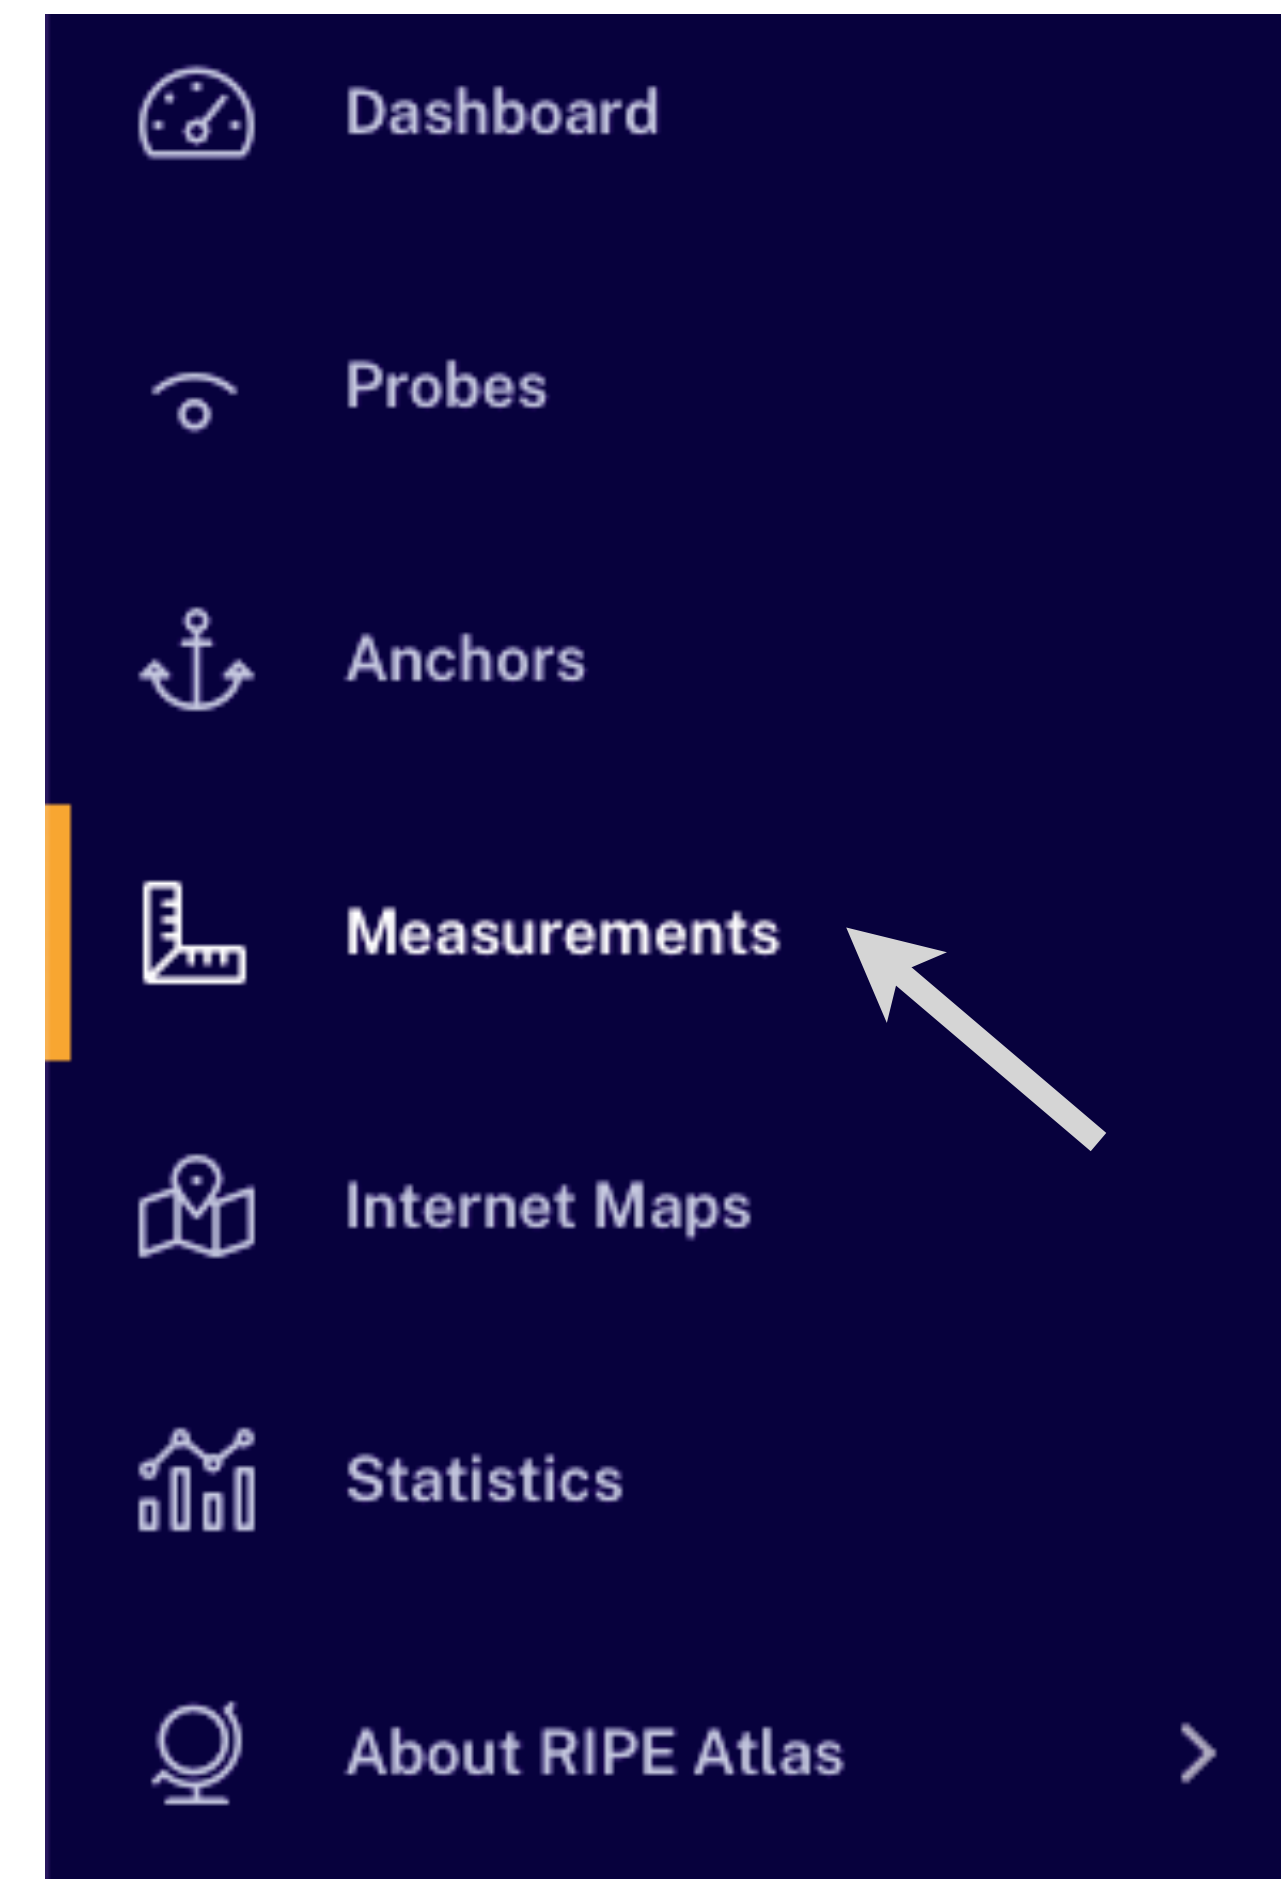 Dashboard
Probes
Anchors
Measurements
Internet Maps
Statistics
About RIPE Atlas